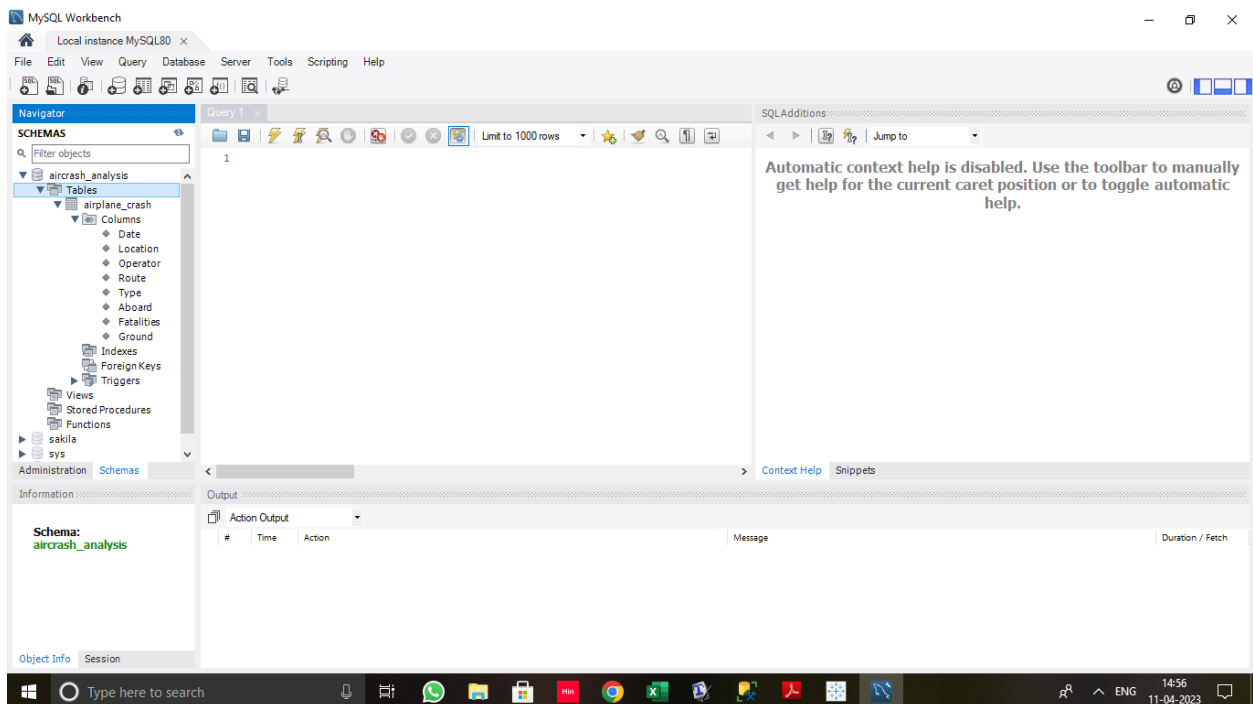 MySQL Workbench
Local instance MySQL80
File Edit View Query Database Server Tools Scripting Help
Navigator
SCHEMAS
Filter objects
aircrash_analysis
Tables
airplane_crash
Columns
Date
Location
Operator
Route
Type
Aboard
Fatalities
Ground
Indexes
Foreign Keys
Triggers
Views
Stored Procedures
Functions
sakila
sys
Administration Schemas
Query 1
Limit to 1000 rows
1
SQLAdditions
Jump to
Automatic context help is disabled. Use the toolbar to manually
get help for the current caret position or to toggle automatic
help.
Context Help Snippets
Information
Schema:
aircrash_analysis
Object Info Session
Output
Action Output
# Time Action Message Duration / Fetch
Type here to search
Hin
ENG
14:56
11-04-2023